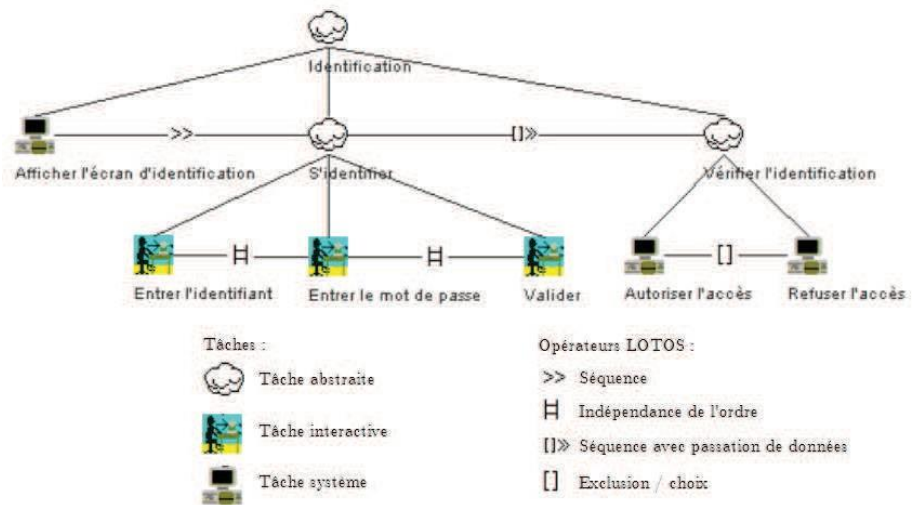 Identification
>>
[]>>
Afficher l'écran d'identification
S'identifier
Vérifier l'identification
[]
Entrer l'identifiant
Entrer le mot de passe
Valider
Autoriser l'accès
Refuser l'accès
Tâches :
Tâche abstraite
Tâche interactive
Tâche système
Opérateurs LOTOS :
>> Séquence
Indépendance de l'ordre
[]>> Séquence avec passation de données
[] Exclusion / choix